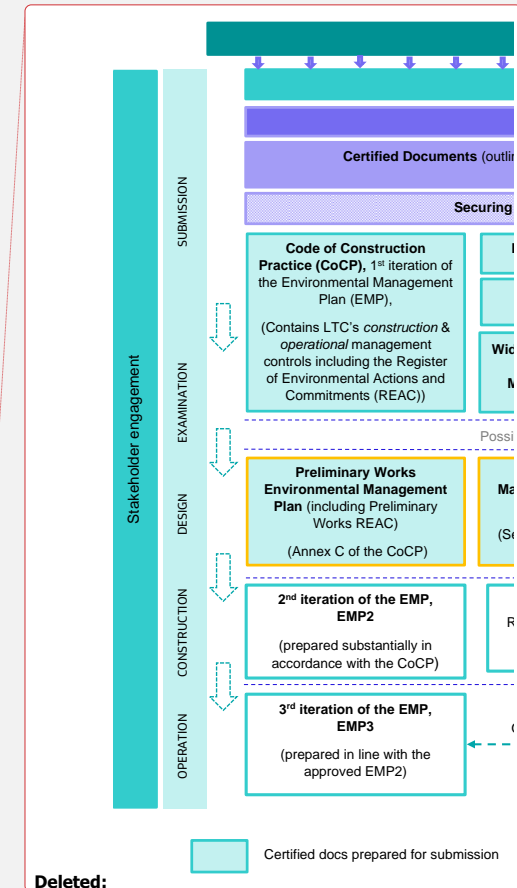 Stakeholder engagement
SUBMISSION
EXAMINATION
DESIGN
CONSTRUCTION
OPERATION
Certified Documents (outlin
Securing
Code of Construction
Practice (CoCP), 1st iteration of
the Environmental Management
Plan (EMP),
(Contains LTC's construction &
operational management
controls including the Register
of Environmental Actions and
Commitments (REAC))
Wid
M
Possi
Preliminary Works
Environmental Management
Plan (including Preliminary
Works REAC)
(Annex C of the CoCP)
Ma
(Se
2nd iteration of the EMP,
EMP2
(prepared substantially in
accordance with the CoCP)
R
3rd iteration of the EMP,
EMP3
(prepared in line with the
approved EMP2)
Certified docs prepared for submission
Deleted: